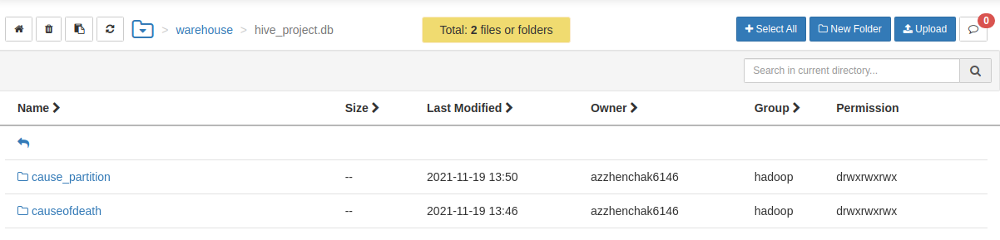 > warehouse > hive_project.db Total: 2 files or folders Select All New Folder Upload 0
Search in current directory...
Name Size Last Modified Owner Group Permission
cause_partition -- 2021-11-19 13:50 azzhenchak6146 hadoop drwxrwxrwx
causeofdeath -- 2021-11-19 13:46 azzhenchak6146 hadoop drwxrwxrwx